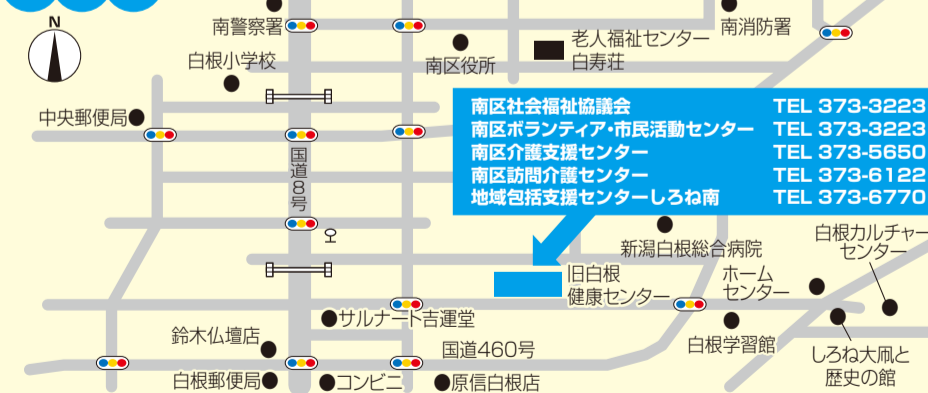 南警察署
南消防署
N
老人福祉センター
白寿荘
白根小学校
南区役所
中央郵便局
南区社会福祉協議会 TEL 373-3223
南区ボランティア・市民活動センター TEL 373-3223
南区介護支援センター TEL 373-5650
南区訪問介護センター TEL 373-6122
地域包括支援センターしろね南 TEL 373-6770
国道8号
新潟白根総合病院
白根カルチャー
センター
旧白根
健康センター
ホーム
センター
サルナート吉運堂
鈴木仏壇店
国道460号
白根学習館
しろね大凧と
歴史の館
白根郵便局
コンビニ
原信白根店